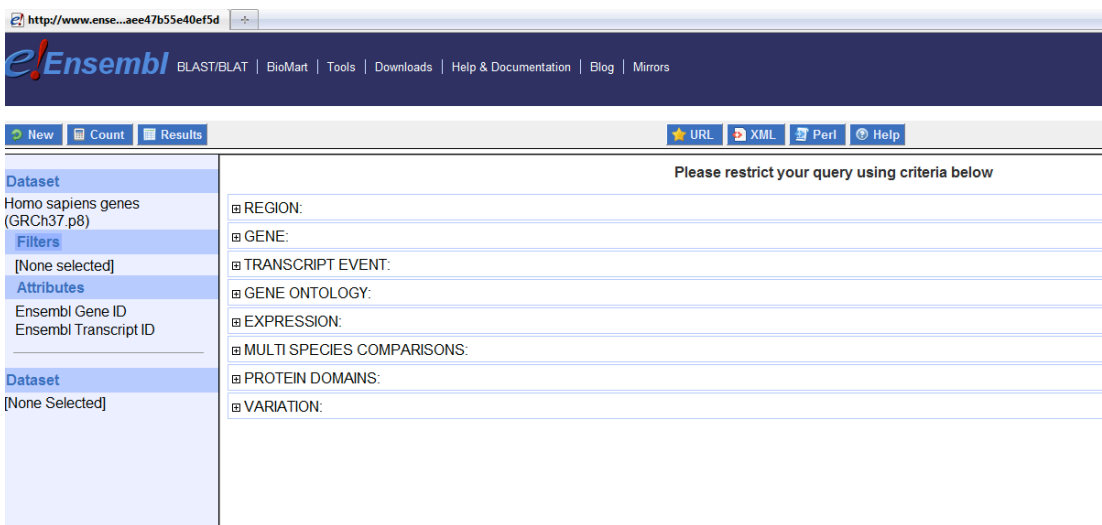 http://www.ense...aee47b55e40ef5d
e!Ensembl BLAST/BLAT | BioMart | Tools | Downloads | Help & Documentation | Blog | Mirrors
New Count Results URL XML Perl Help
Please restrict your query using criteria below
Dataset
Homo sapiens genes
(GRCh37.p8)
Filters
[None selected]
Attributes
Ensembl Gene ID
Ensembl Transcript ID
Dataset
[None Selected]
REGION:
GENE:
TRANSCRIPT EVENT:
GENE ONTOLOGY:
EXPRESSION:
MULTI SPECIES COMPARISONS:
PROTEIN DOMAINS:
VARIATION: